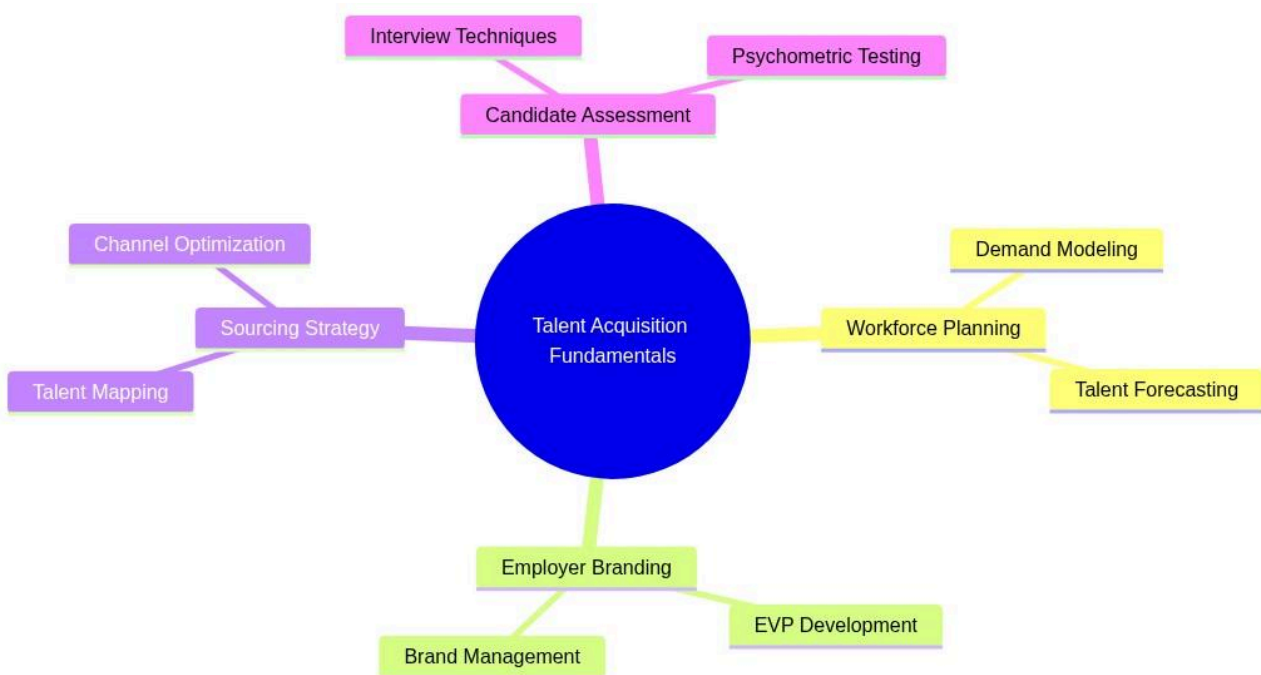 Interview Techniques
Psychometric Testing
Candidate Assessment
Channel Optimization
Demand Modeling
Sourcing Strategy
Talent Acquisition
Fundamentals
Workforce Planning
Talent Mapping
Talent Forecasting
Employer Branding
EVP Development
Brand Management